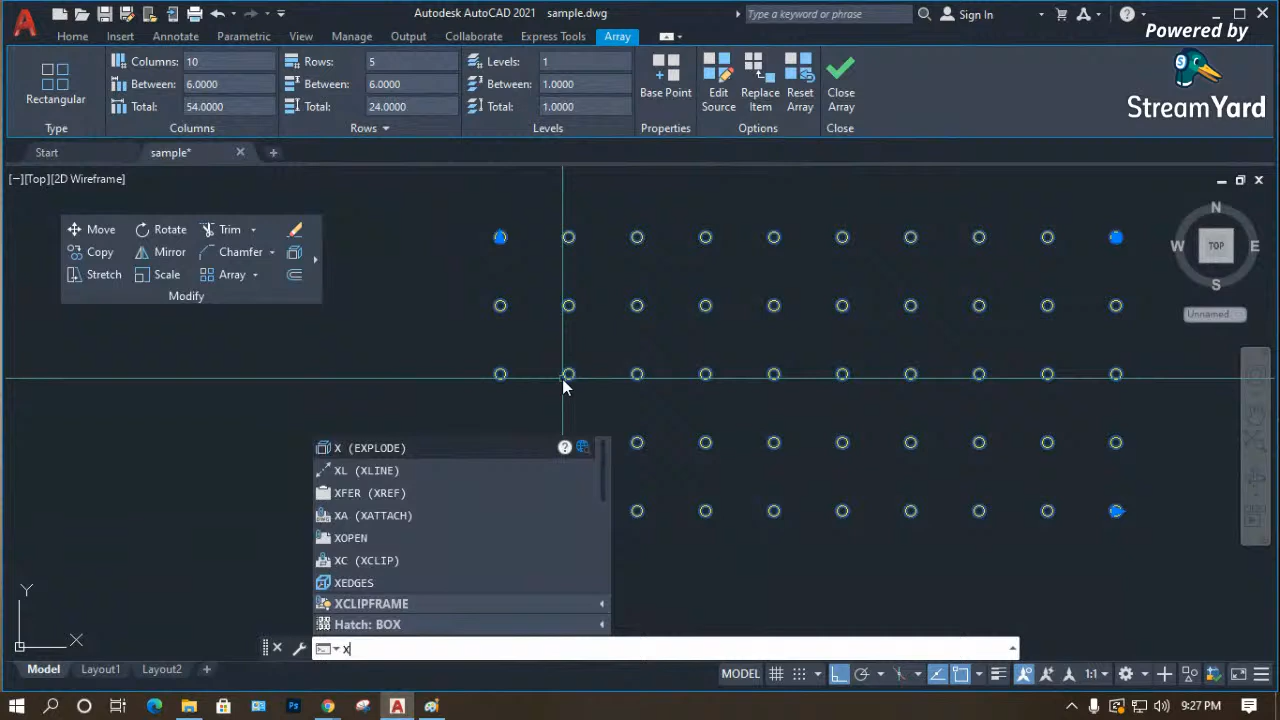 Autodesk AutoCAD 2021 sample.dwg
Type a keyword or phrase
Sign In
Powered by
StreamYard
Home Insert Annotate Parametric View Manage Output Collaborate Express Tools Array
Rectangular
Type
Columns: 10
Between: 6.0000
Total: 54.0000
Columns
Rows: 5
Between: 6.0000
Total: 24.0000
Rows
Levels: 1
Between: 1.0000
Total: 1.0000
Levels
Base Point
Properties
Edit Source
Replace Item
Reset Array
Options
Close Array
Close
Start
sample*
[−][Top][2D Wireframe]
Move Rotate Trim
Copy Mirror Chamfer
Stretch Scale Array
Modify
N
W TOP E
S
Unnamed
X (EXPLODE)
XL (XLINE)
XFER (XREF)
XA (XATTACH)
XOPEN
XC (XCLIP)
XEDGES
XCLIPFRAME
Hatch: BOX
Y
X
X
Model Layout1 Layout2
MODEL
1:1
9:27 PM